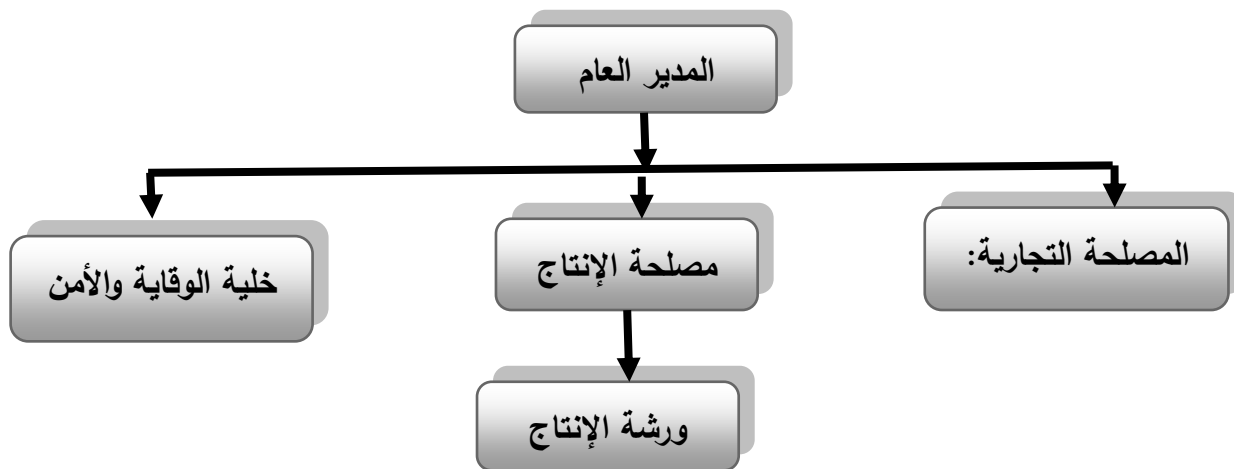 المدير العام
المصلحة التجارية:
مصلحة الإنتاج
خلية الوقاية والأمن
ورشة الإنتاج